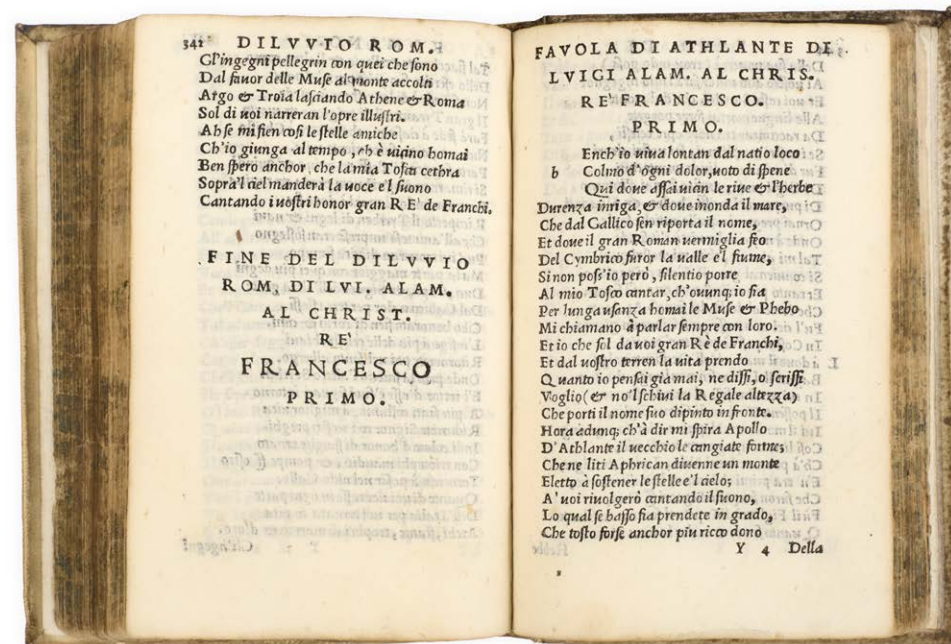 342 DILVVIO ROM.
Gl'ingegni pellegrin con quei che sono
Dal fauor delle Muse al monte accolti
Argo & Troia lasciando Athene & Roma
Sol di uoi narreran l'opre illustri.
Ah se mi fien cosi le stelle amiche
Ch'io giunga al tempo, ch è uicino homai
Ben spero anchor, che la mia Tosca cethra
Sopra'l ciel manderà la uoce e'l suono
Cantando i uostri honor gran RE' de Franchi.
FINE DEL DILVVIO
ROM. DI LVI. ALAM.
AL CHRIST.
RE'
FRANCESCO
PRIMO.
FAVOLA DI ATHLANTE DI
LVIGI ALAM. AL CHRIS.
RE' FRANCESCO.
PRIMO.
Ench'io uiua lontan dal natio loco
b Colmo d'ogni dolor, uoto di spene
Qui doue assai uicin le riue & l'herbe
Durenza inriga, & doue inonda il mare,
Che dal Gallico sen riporta il nome,
Et doue il gran Roman uermiglia feo
Del Cymbrico furor la ualle e'l fiume,
Si non poss'io però, silentio porre
Al mio Tosco cantar, ch'ouunq; io sia
Per lunga usanza homai le Muse & Phebo
Mi chiamano à parlar sempre con loro.
Et io che sol da uoi gran Rè de Franchi,
Et dal uostro terren la uita prendo
Quanto io pensai gia mai, ne dissi, o scrissi
Voglio (& no'l schiui la Regale altezza)
Che porti il nome suo dipinto in fronte.
Hora adunq; ch'à dir mi spira Apollo
D'Athlante il uecchio le cangiate forme,
Che ne liti Aphrican diuenne un monte
Eletto à sostener le stelle e'l cielo;
A' uoi riuolgerò cantando il suono,
Lo qual se basso fia prendete in grado,
Che tosto forse anchor piu ricco dono
Y 4 Della